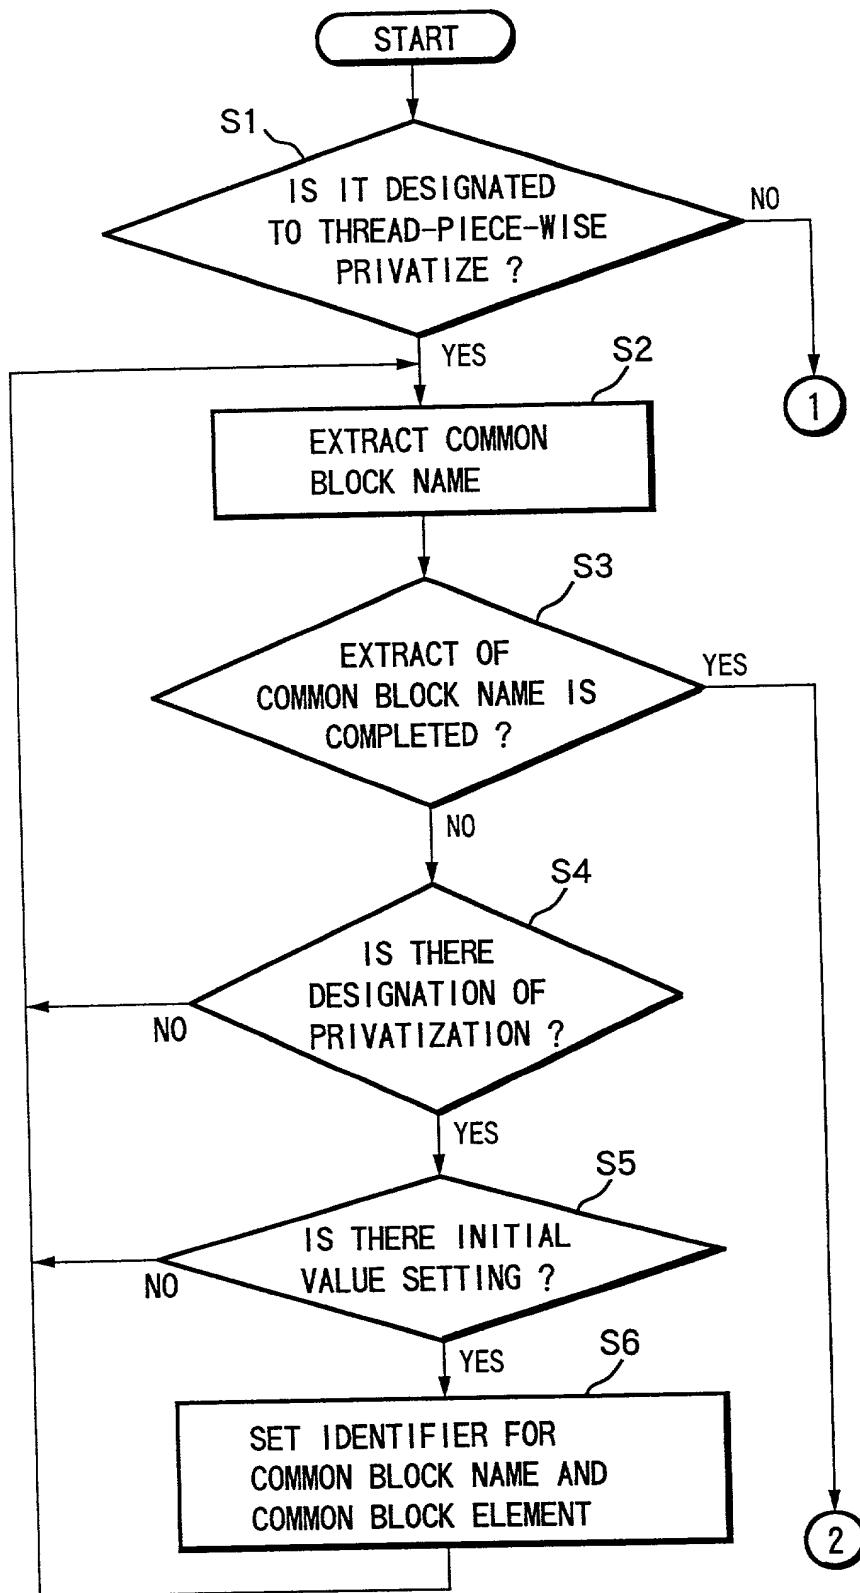 START
S1
IS IT DESIGNATED
TO THREAD-PIECE-WISE
PRIVATIZE ?
NO
YES
1
S2
EXTRACT COMMON
BLOCK NAME
S3
EXTRACT OF
COMMON BLOCK NAME IS
COMPLETED ?
YES
NO
S4
IS THERE
DESIGNATION OF
PRIVATIZATION ?
NO
YES
S5
IS THERE INITIAL
VALUE SETTING ?
NO
YES
S6
SET IDENTIFIER FOR
COMMON BLOCK NAME AND
COMMON BLOCK ELEMENT
2